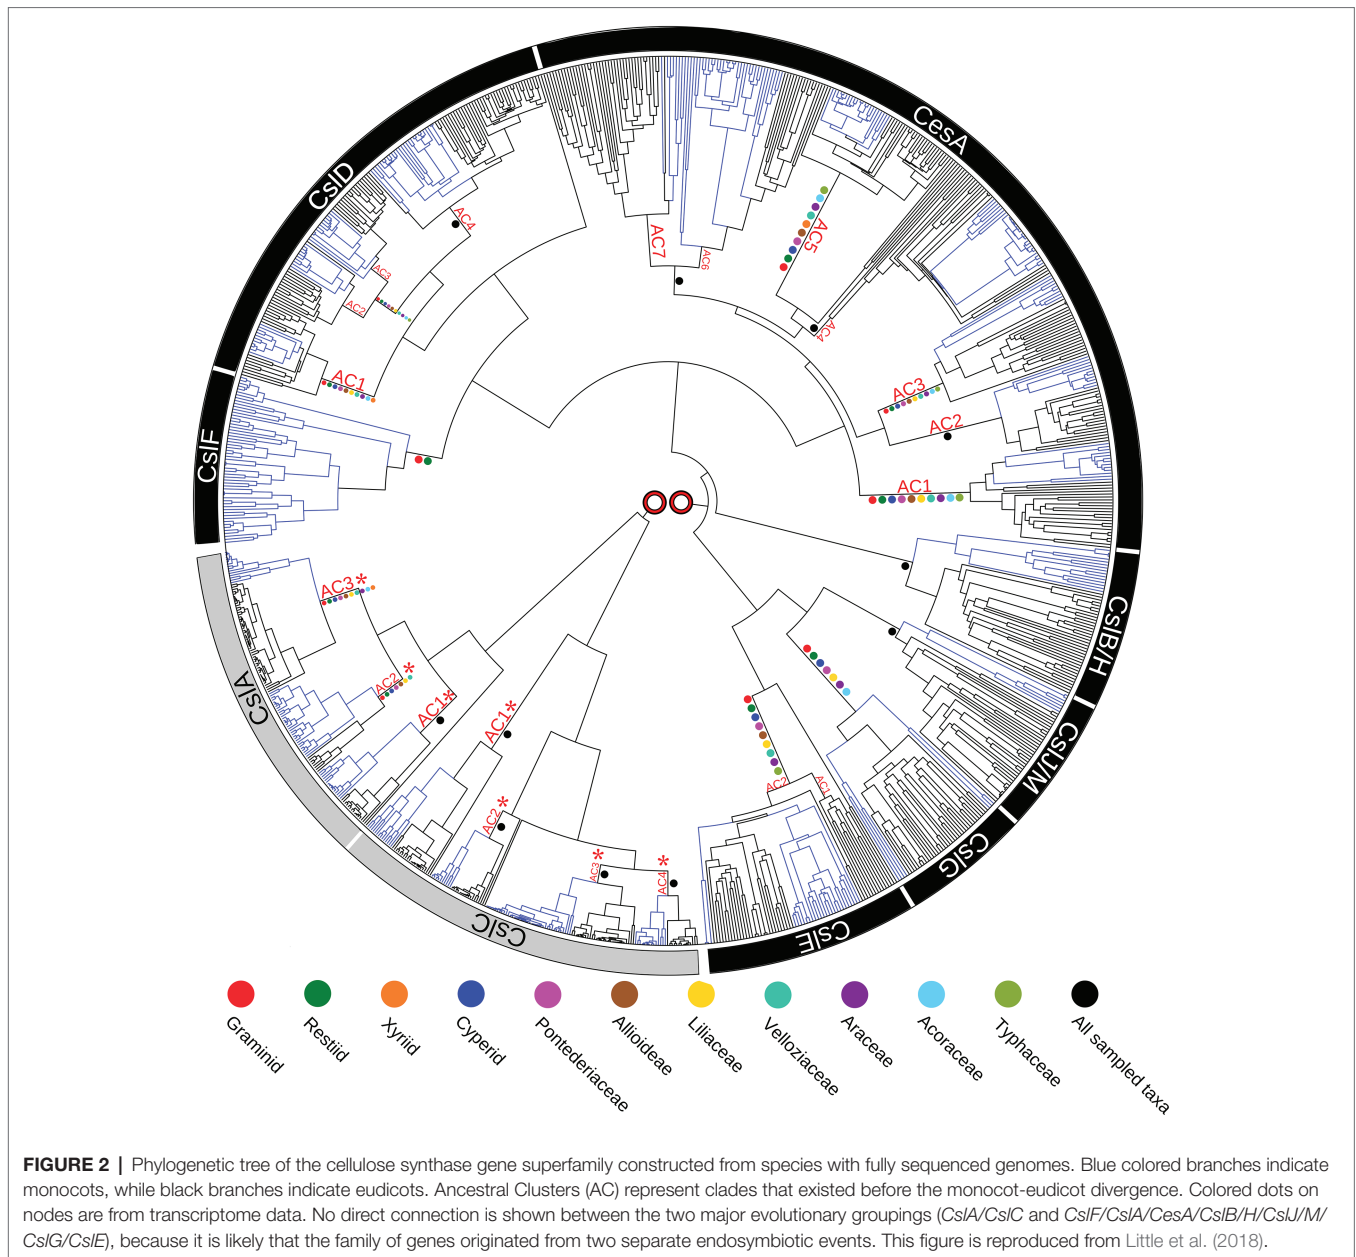 CesA
CslD
AC4
AC7
AC6
AC5
AC3
AC2
AC4
AC1
AC3
AC2
CslF
AC1
CslB/H
AC3*
CslA
AC2*
AC1*
AC1*
CslJ/M
AC2
AC1
AC2*
CslG
AC3*
AC4*
CslC
CslE
Graminid
Restiid
Xyriid
Cyperid
Pontederiaceae
Allioideae
Liliaceae
Velloziaceae
Araceae
Acoraceae
Typhaceae
All sampled taxa
FIGURE 2 | Phylogenetic tree of the cellulose synthase gene superfamily constructed from species with fully sequenced genomes. Blue colored branches indicate
monocots, while black branches indicate eudicots. Ancestral Clusters (AC) represent clades that existed before the monocot-eudicot divergence. Colored dots on
nodes are from transcriptome data. No direct connection is shown between the two major evolutionary groupings (CslA/CslC and CslF/CslA/CesA/CslB/H/CslJ/M/
CslG/CslE), because it is likely that the family of genes originated from two separate endosymbiotic events. This figure is reproduced from Little et al. (2018).